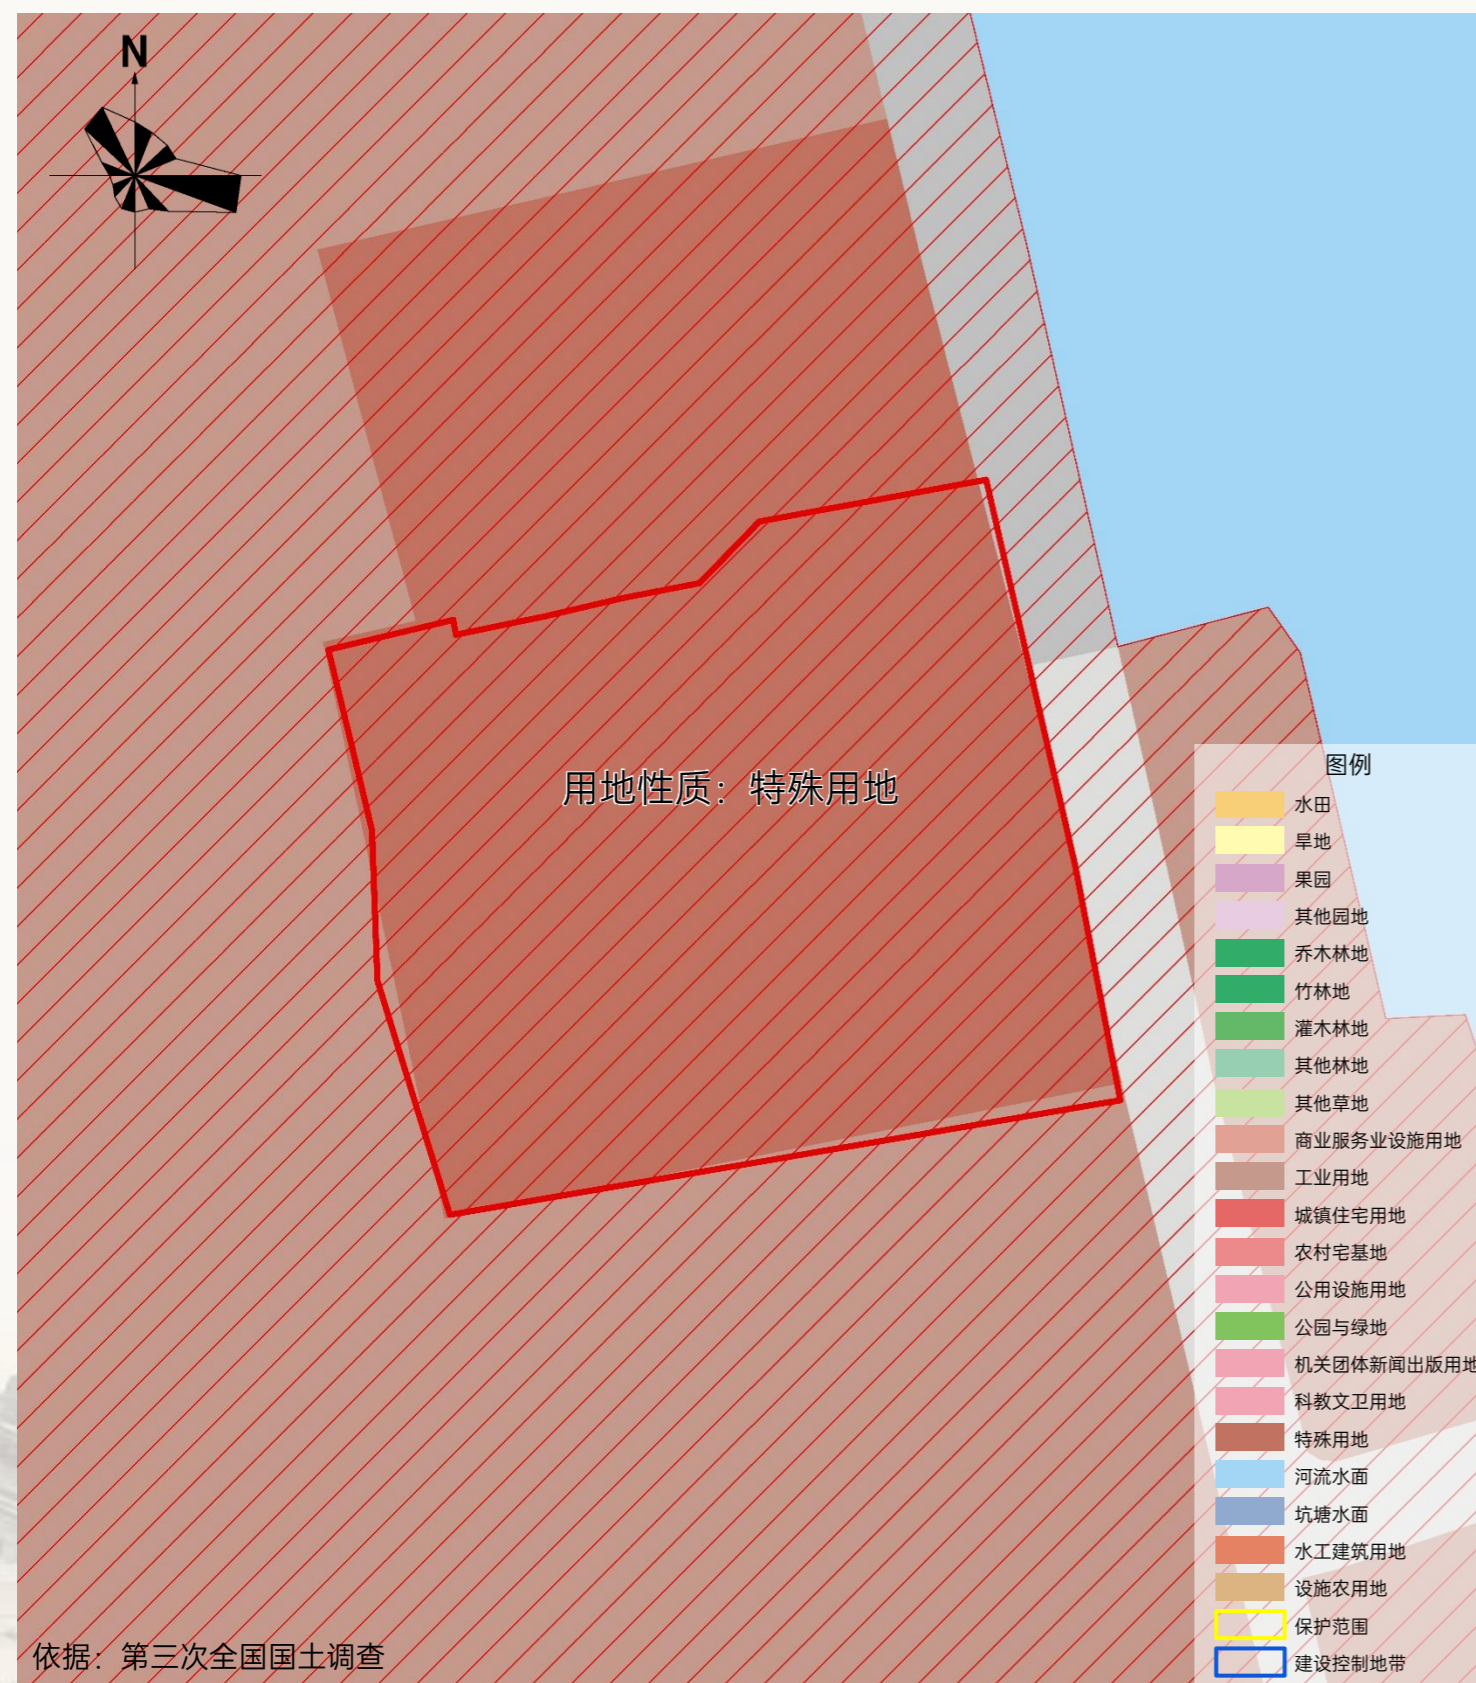 N
用地性质：特殊用地
图例
水田
旱地
果园
其他园地
乔木林地
竹林地
灌木林地
其他林地
其他草地
商业服务业设施用地
工业用地
城镇住宅用地
农村宅基地
公用设施用地
公园与绿地
机关团体新闻出版用地
科教文卫用地
特殊用地
河流水面
坑塘水面
水工建筑用地
设施农用地
保护范围
建设控制地带
依据：第三次全国国土调查